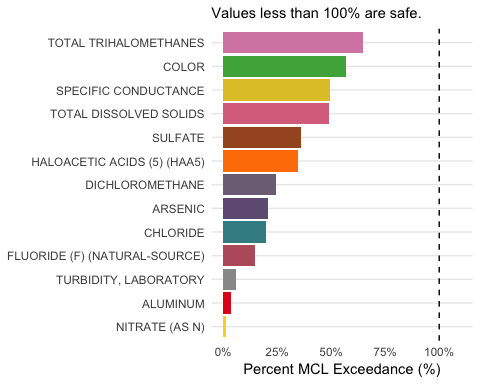 Values less than 100% are safe.
TOTAL TRIHALOMETHANES
COLOR
SPECIFIC CONDUCTANCE
TOTAL DISSOLVED SOLIDS
SULFATE
HALOACETIC ACIDS (5) (HAA5)
DICHLOROMETHANE
ARSENIC
CHLORIDE
FLUORIDE (F) (NATURAL-SOURCE)
TURBIDITY, LABORATORY
ALUMINUM
NITRATE (AS N)
0% 25% 50% 75% 100%
Percent MCL Exceedance (%)